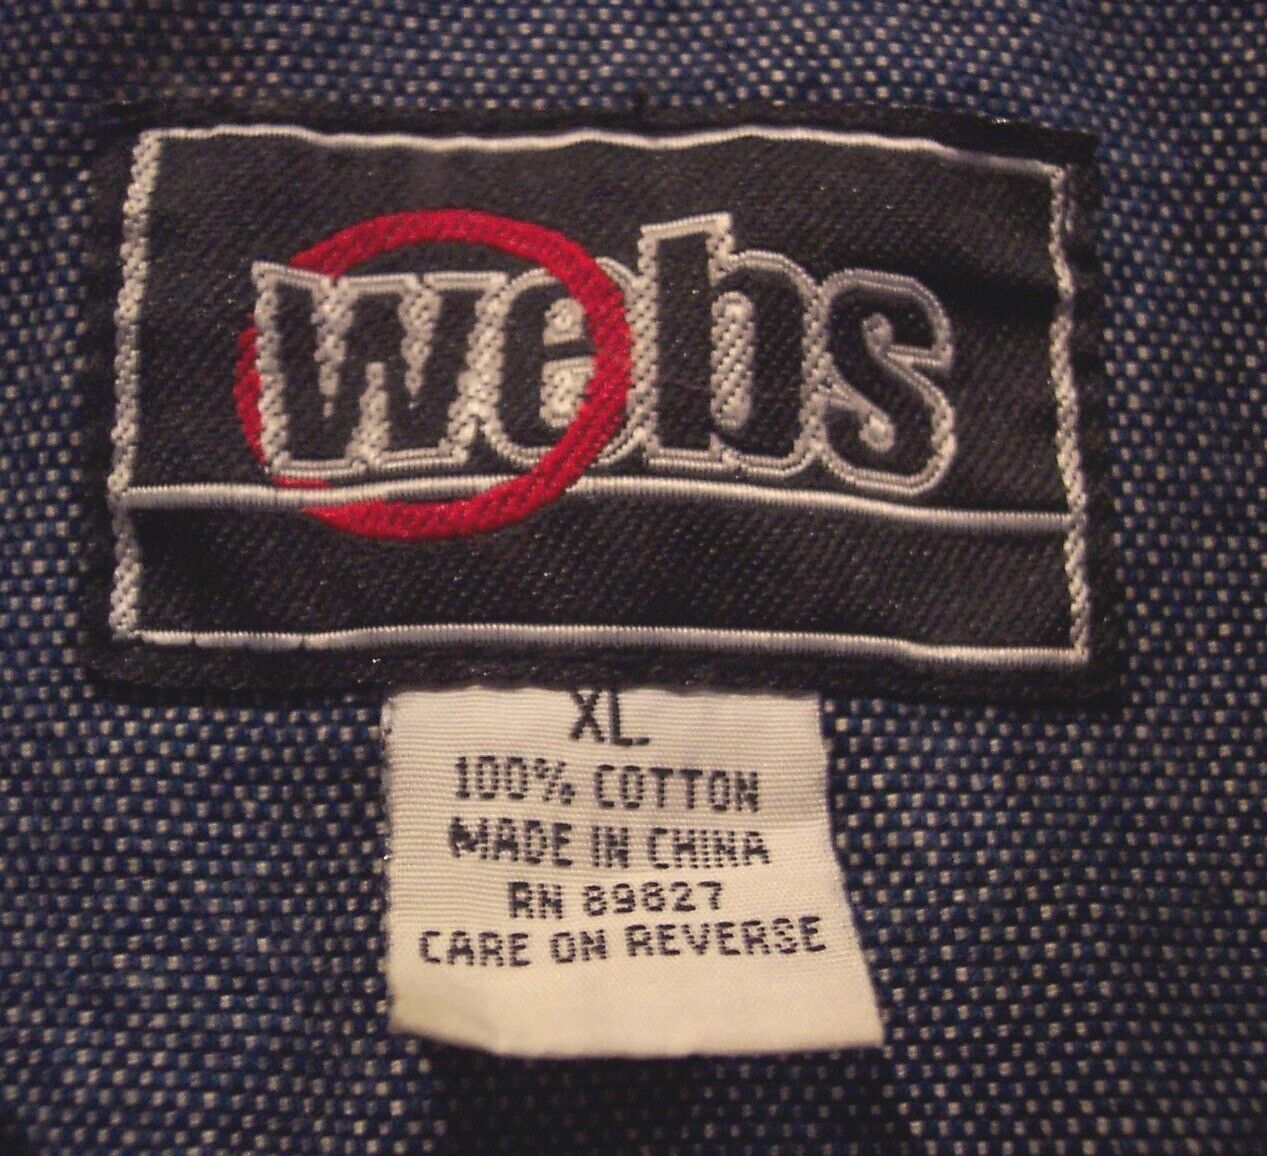 webs
XL
100% COTTON
MADE IN CHINA
RN 89827
CARE ON REVERSE